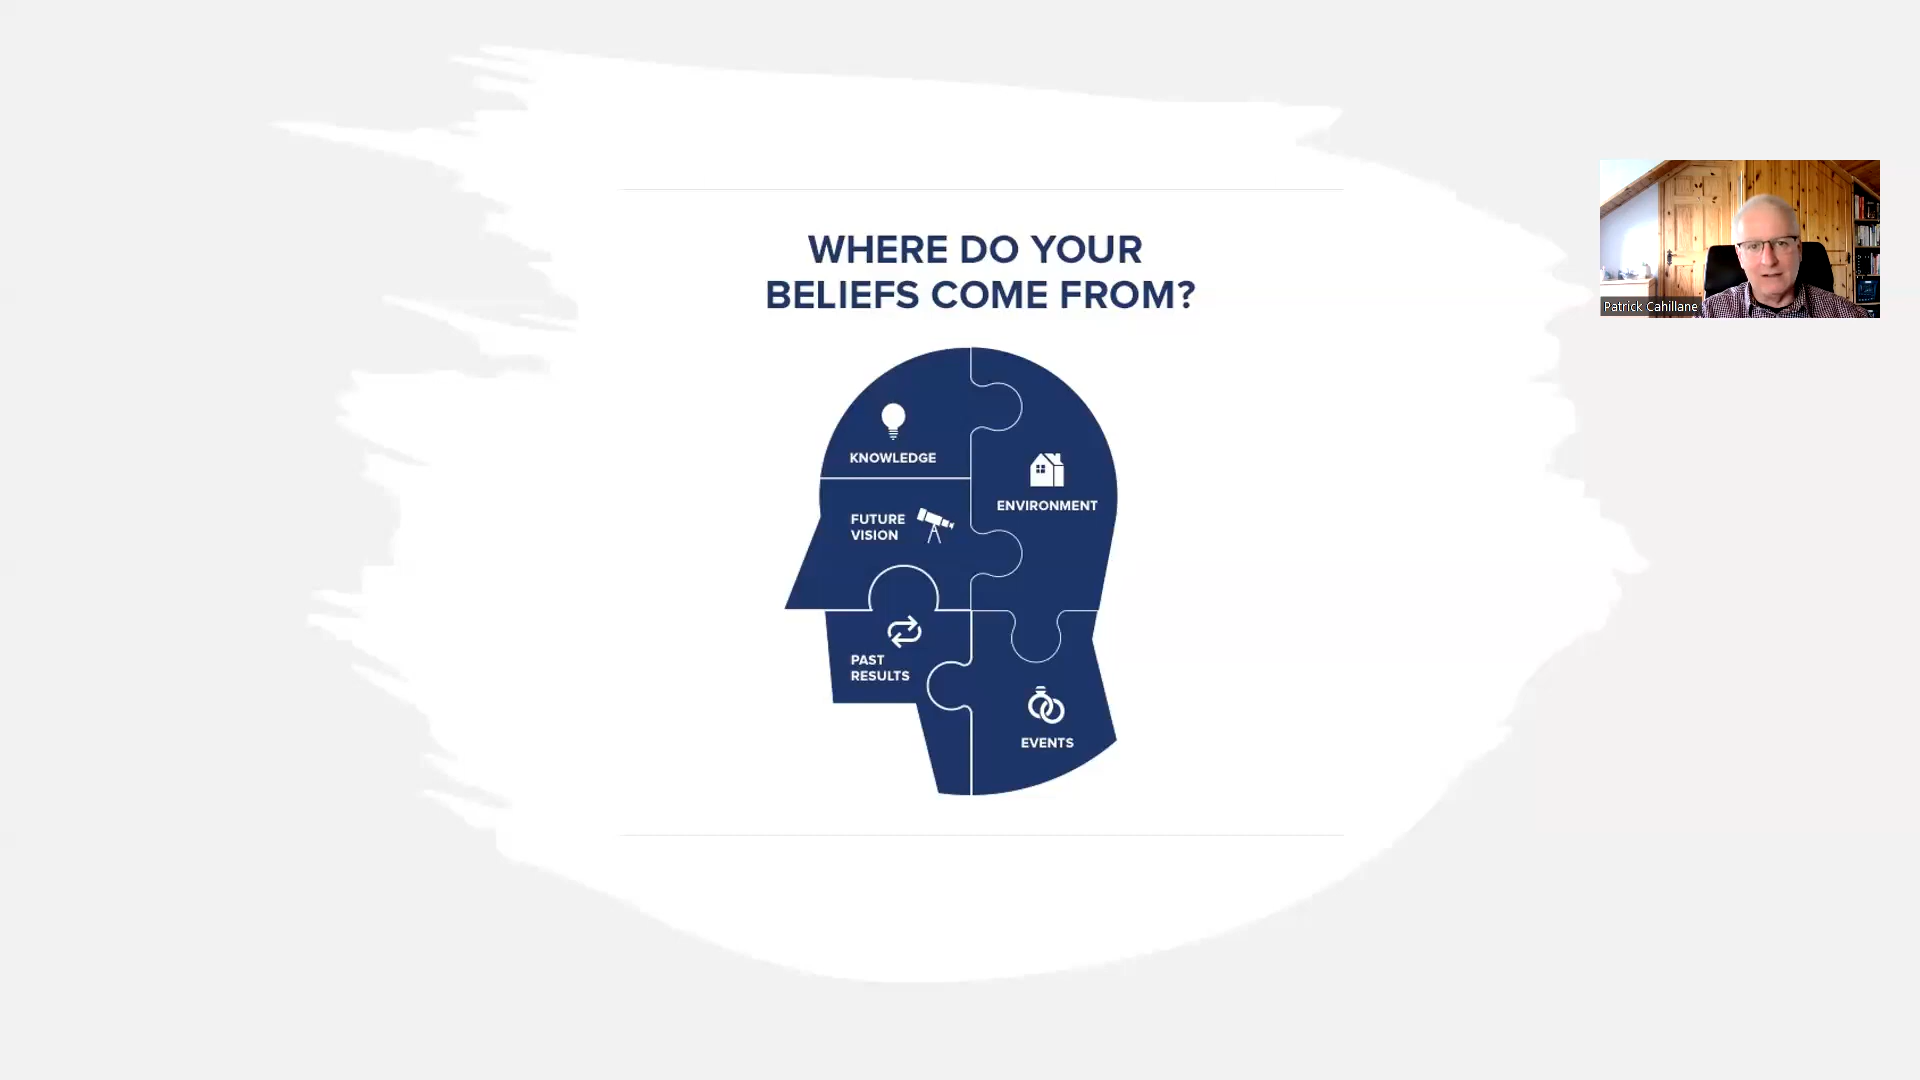 WHERE DO YOUR
BELIEFS COME FROM?
KNOWLEDGE
ENVIRONMENT
FUTURE
VISION
PAST
RESULTS
EVENTS
Patrick Cahillane